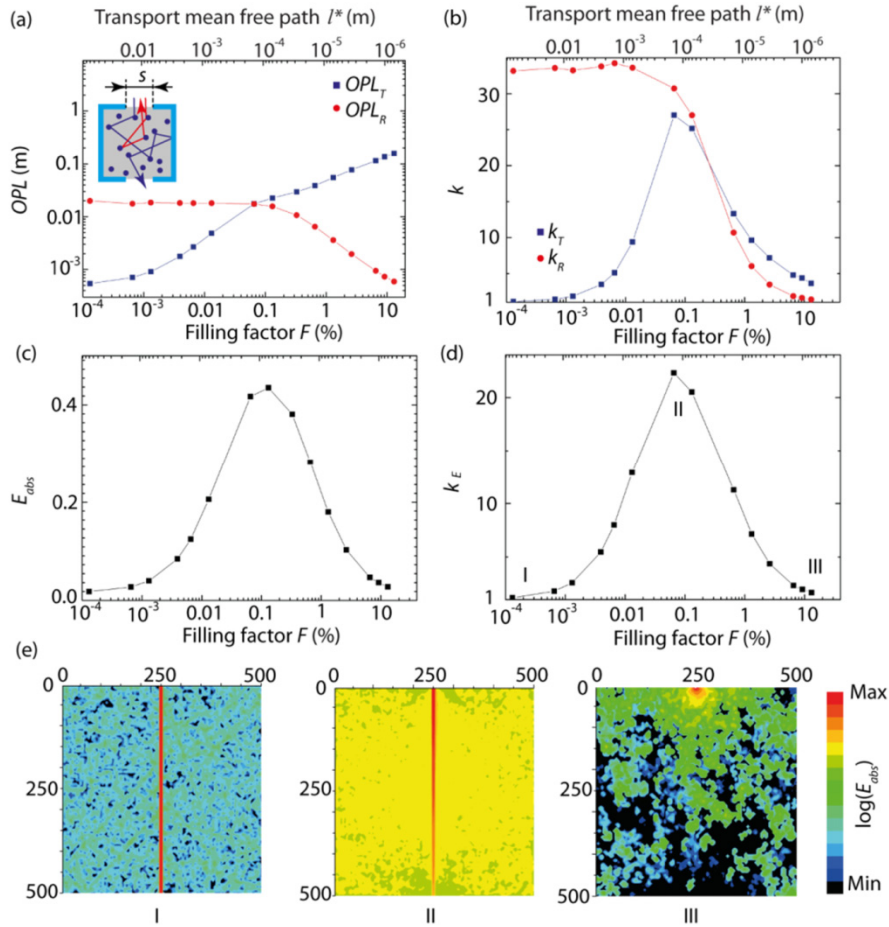 (a)
Transport mean free path l* (m)
0.01 10⁻³ 10⁻⁴ 10⁻⁵ 10⁻⁶
s
OPL_T
OPL_R
OPL (m)
1
0.1
0.01
10⁻³
10⁻⁴ 10⁻³ 0.01 0.1 1 10
Filling factor F (%)
(b)
Transport mean free path l* (m)
0.01 10⁻³ 10⁻⁴ 10⁻⁵ 10⁻⁶
k
30
20
10
1
k_T
k_R
10⁻⁴ 10⁻³ 0.01 0.1 1 10
Filling factor F (%)
(c)
E_abs
0.4
0.2
0.0
10⁻⁴ 10⁻³ 0.01 0.1 1 10
Filling factor F (%)
(d)
k_E
20
10
1
I
II
III
10⁻⁴ 10⁻³ 0.01 0.1 1 10
Filling factor F (%)
(e)
0 250 500
0
250
500
I
0 250 500
0
250
500
II
0 250 500
0
250
500
III
Max
log(E_abs)
Min